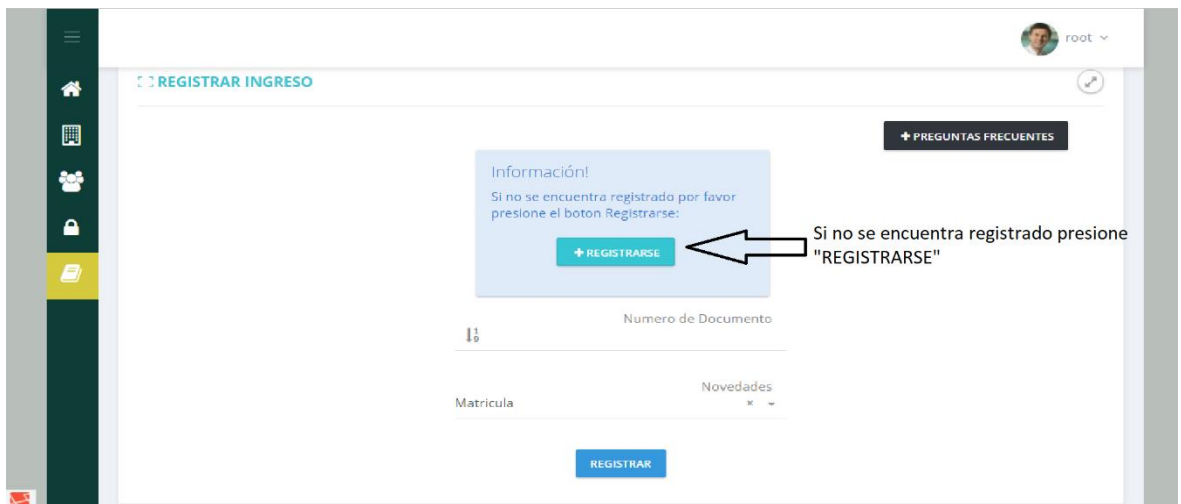 root
REGISTRAR INGRESO
+ PREGUNTAS FRECUENTES
Información!
Si no se encuentra registrado por favor
presione el boton Registrarse:
+ REGISTRARSE
Si no se encuentra registrado presione
"REGISTRARSE"
Numero de Documento
Novedades
Matricula
REGISTRAR